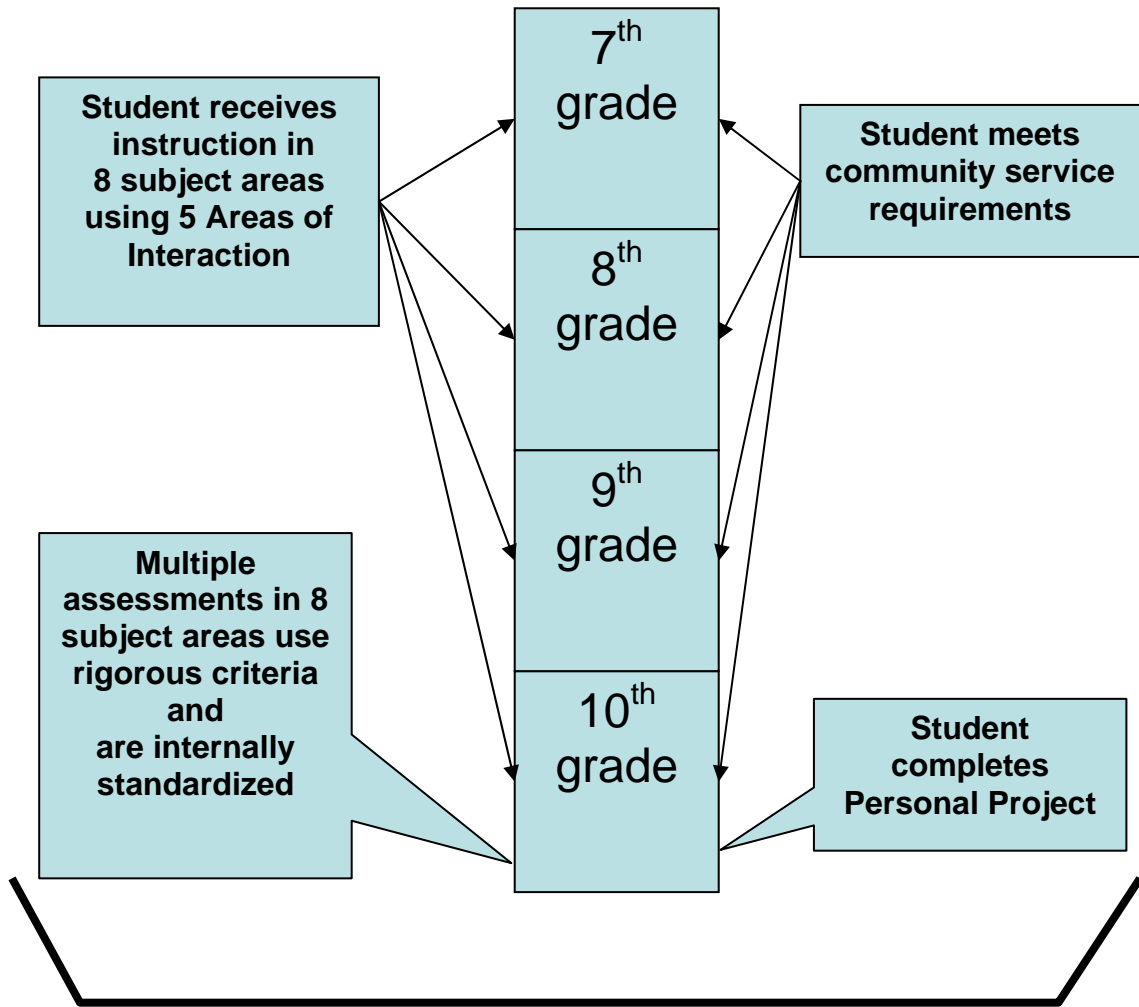 7th
grade
Student receives
instruction in
8 subject areas
using 5 Areas of
Interaction
Student meets
community service
requirements
8th
grade
9th
grade
Multiple
assessments in 8
subject areas use
rigorous criteria
and
are internally
standardized
10th
grade
Student
completes
Personal Project